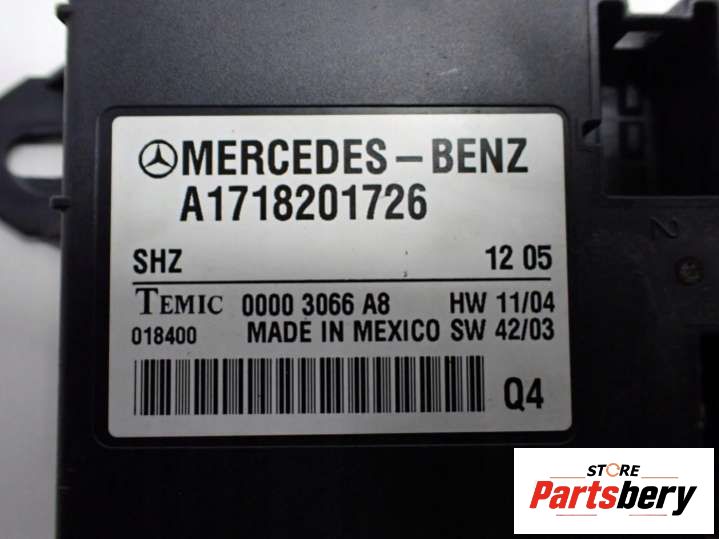 MERCEDES-BENZ
A1718201726
SHZ 12 05
TEMIC 0000 3066 A8 HW 11/04
018400 MADE IN MEXICO SW 42/03
Q4
2
STORE
Partsbery